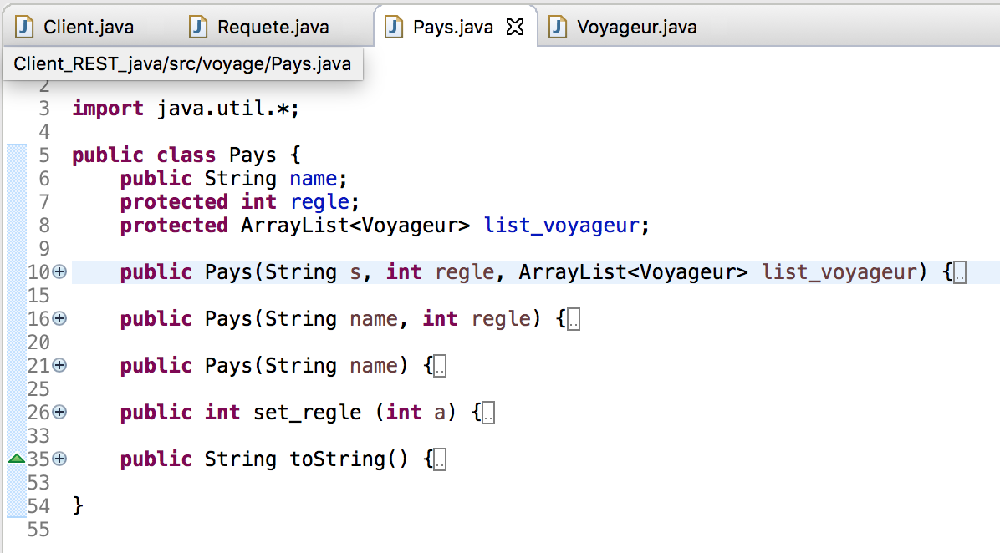 Client.java Requete.java Pays.java Voyageur.java
Client_REST_java/src/voyage/Pays.java
2
3 import java.util.*;
4
5 public class Pays {
6 public String name;
7 protected int regle;
8 protected ArrayList<Voyageur> list_voyageur;
9
10 public Pays(String s, int regle, ArrayList<Voyageur> list_voyageur) {..
15
16 public Pays(String name, int regle) {..
20
21 public Pays(String name) {..
25
26 public int set_regle (int a) {..
33
35 public String toString() {..
53
54 }
55